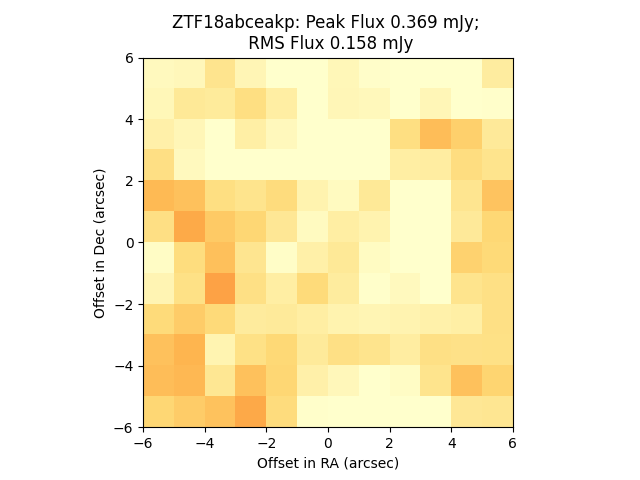 ZTF18abceakp: Peak Flux 0.369 mJy;
RMS Flux 0.158 mJy
6
4
2
0
−2
−4
−6
Offset in Dec (arcsec)
−6 −4 −2 0 2 4 6
Offset in RA (arcsec)